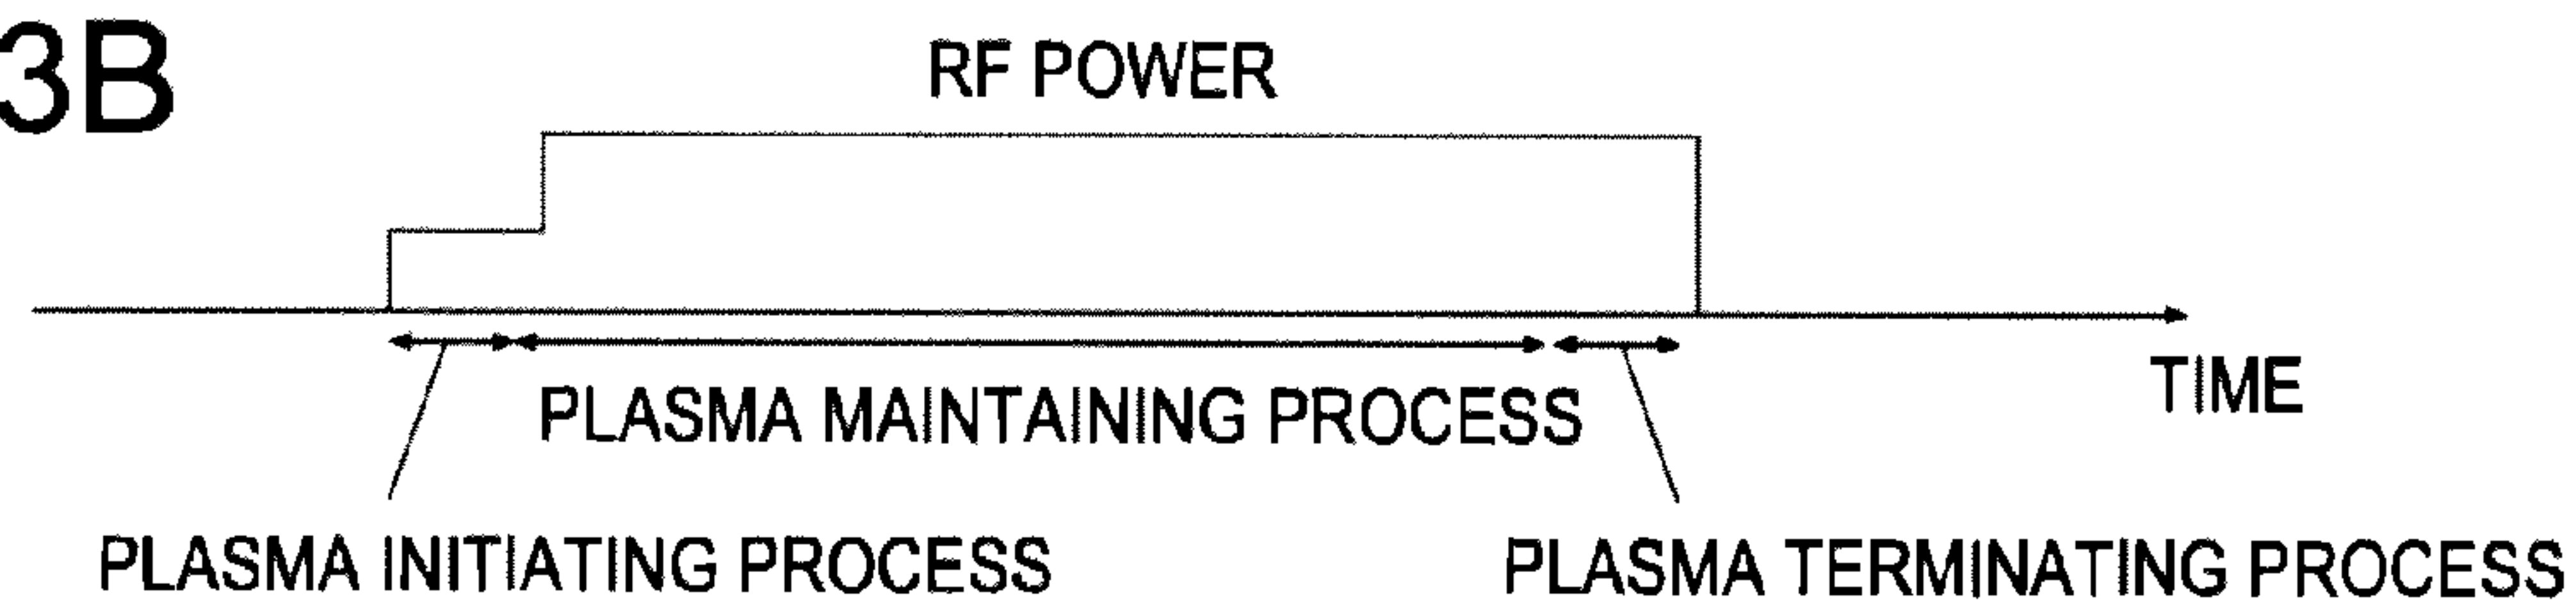 3B
RF POWER
TIME
PLASMA MAINTAINING PROCESS
PLASMA INITIATING PROCESS
PLASMA TERMINATING PROCESS